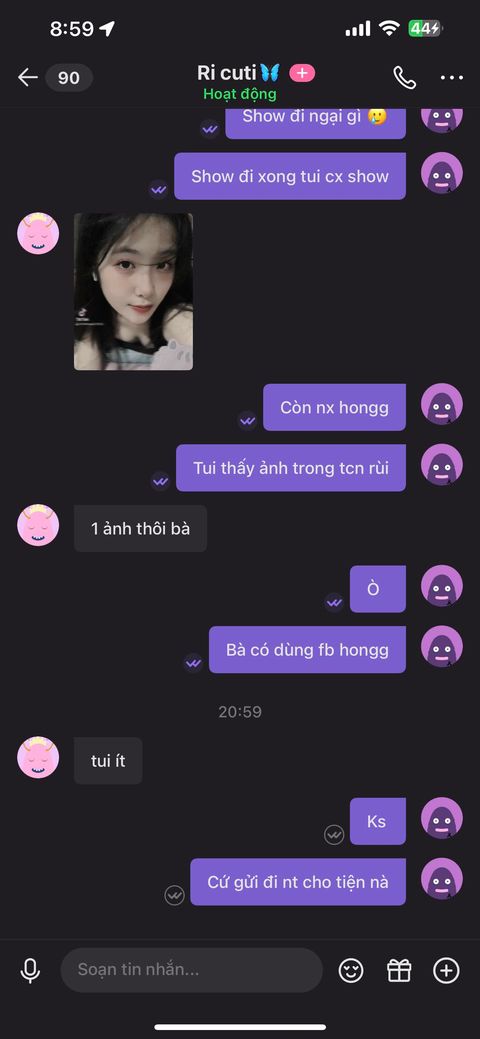 8:59
44
90
Ri cuti🦋
Hoạt động
Show đi ngại gì 🥲
Show đi xong tui cx show
Còn nx hongg
Tui thấy ảnh trong tcn rùi
1 ảnh thôi bà
Ò
Bà có dùng fb hongg
20:59
tui ít
Ks
Cứ gửi đi nt cho tiện nà
Soạn tin nhắn...